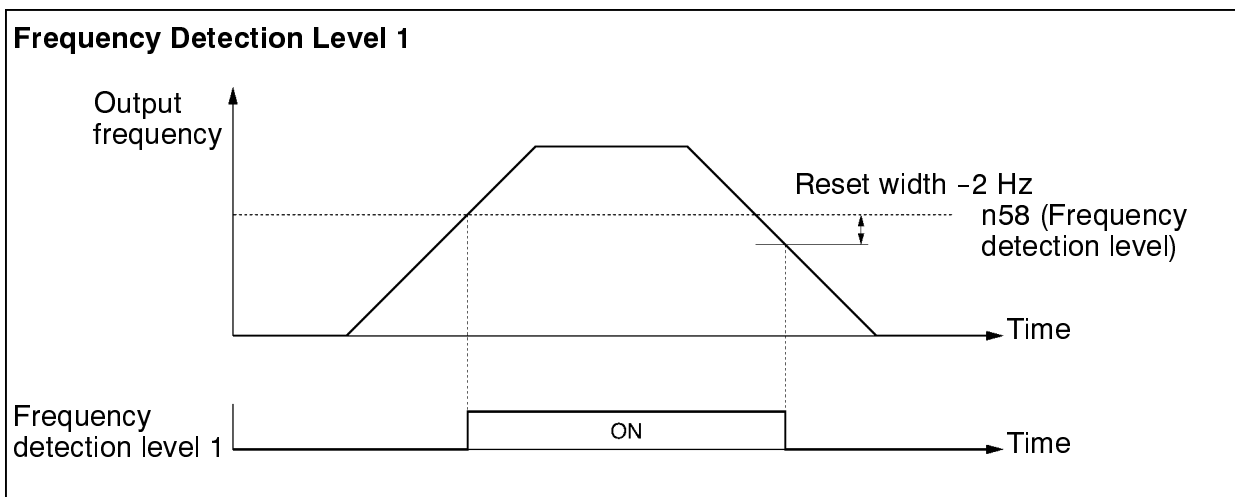 Frequency Detection Level 1
Output
frequency
Reset width –2 Hz
n58 (Frequency
detection level)
Time
Frequency
detection level 1
ON
Time